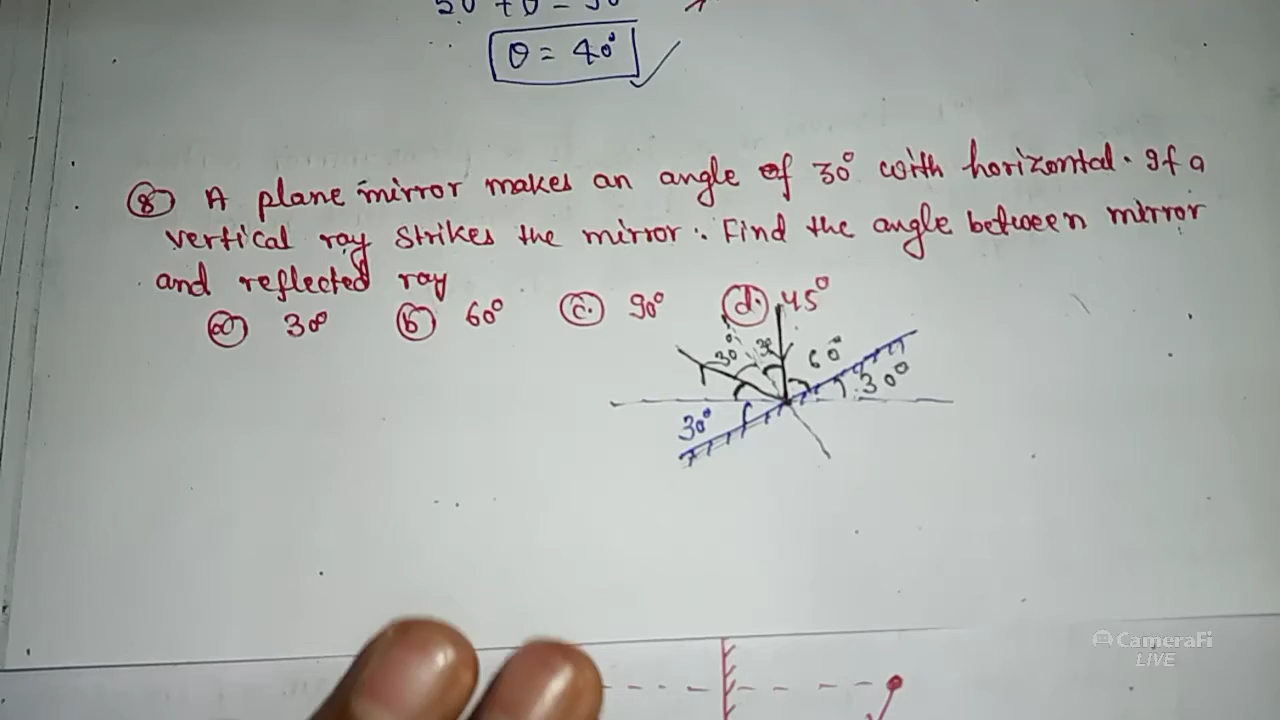 θ = 40°
⑧ A plane mirror makes an angle of 30° with horizontal. If a
vertical ray strikes the mirror. Find the angle between mirror
and reflected ray
ⓐ 30° ⓑ 60° ⓒ 90° ⓓ 45°
30° 60°
30°
30°
CameraFi
LIVE